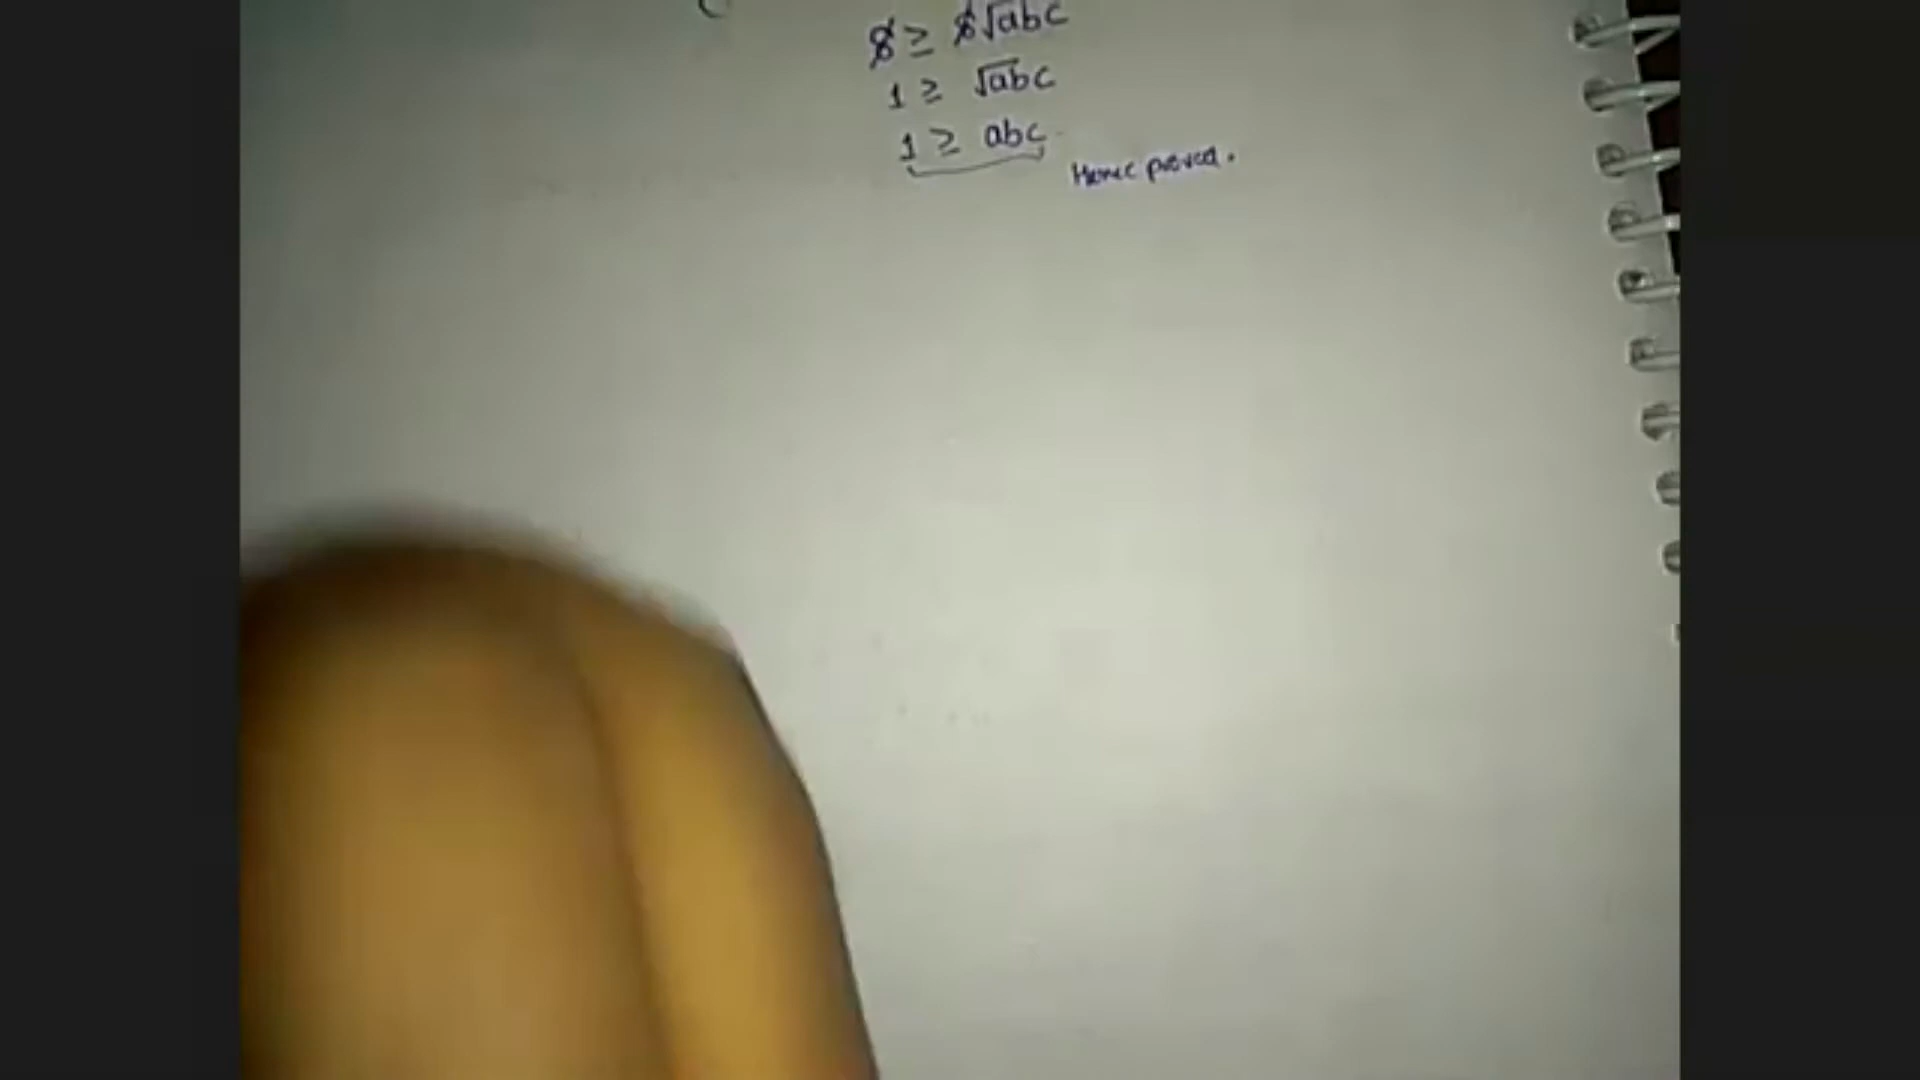 8 ≥ 8√abc
1 ≥ √abc
1 ≥ abc
Hence proved.